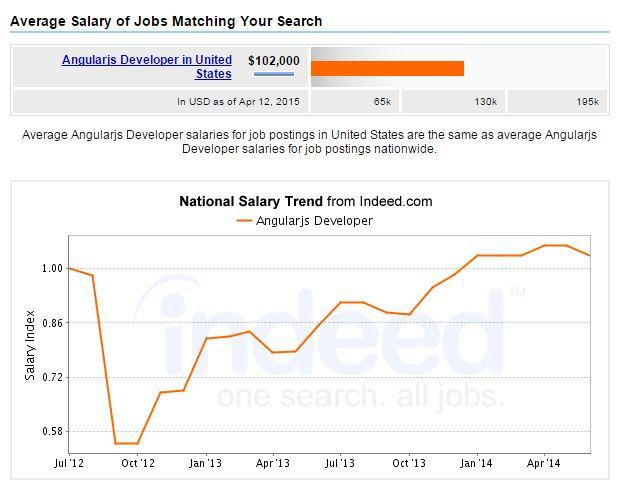 Average Salary of Jobs Matching Your Search
Angularjs Developer in United
States
$102,000
In USD as of Apr 12, 2015
65k
130k
195k
Average Angularjs Developer salaries for job postings in United States are the same as average Angularjs
Developer salaries for job postings nationwide.
National Salary Trend from Indeed.com
Angularjs Developer
Salary Index
1.00
0.86
0.72
0.58
indeed™
one search. all jobs.
Jul '12
Oct '12
Jan '13
Apr '13
Jul '13
Oct '13
Jan '14
Apr '14